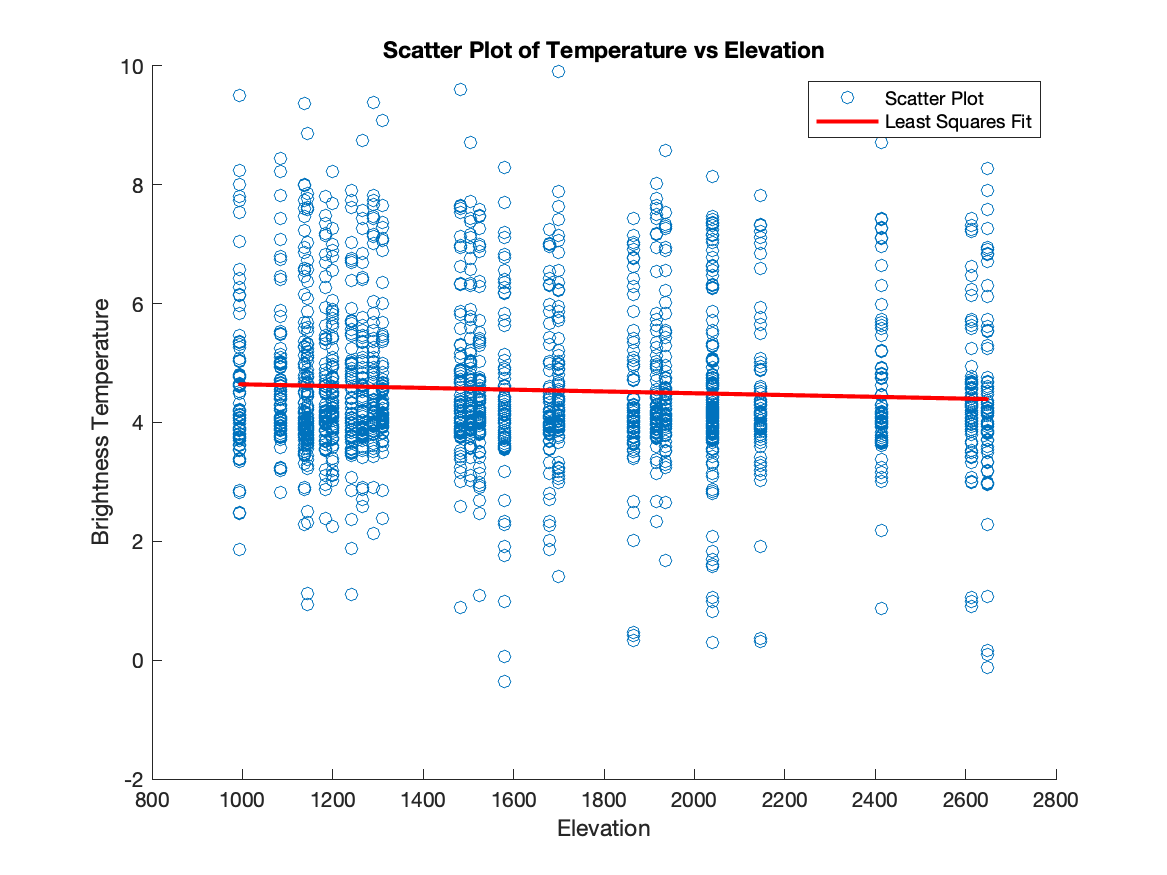 Scatter Plot of Temperature vs Elevation
Scatter Plot
Least Squares Fit
Brightness Temperature
10
8
6
4
2
0
-2
800 1000 1200 1400 1600 1800 2000 2200 2400 2600 2800
Elevation